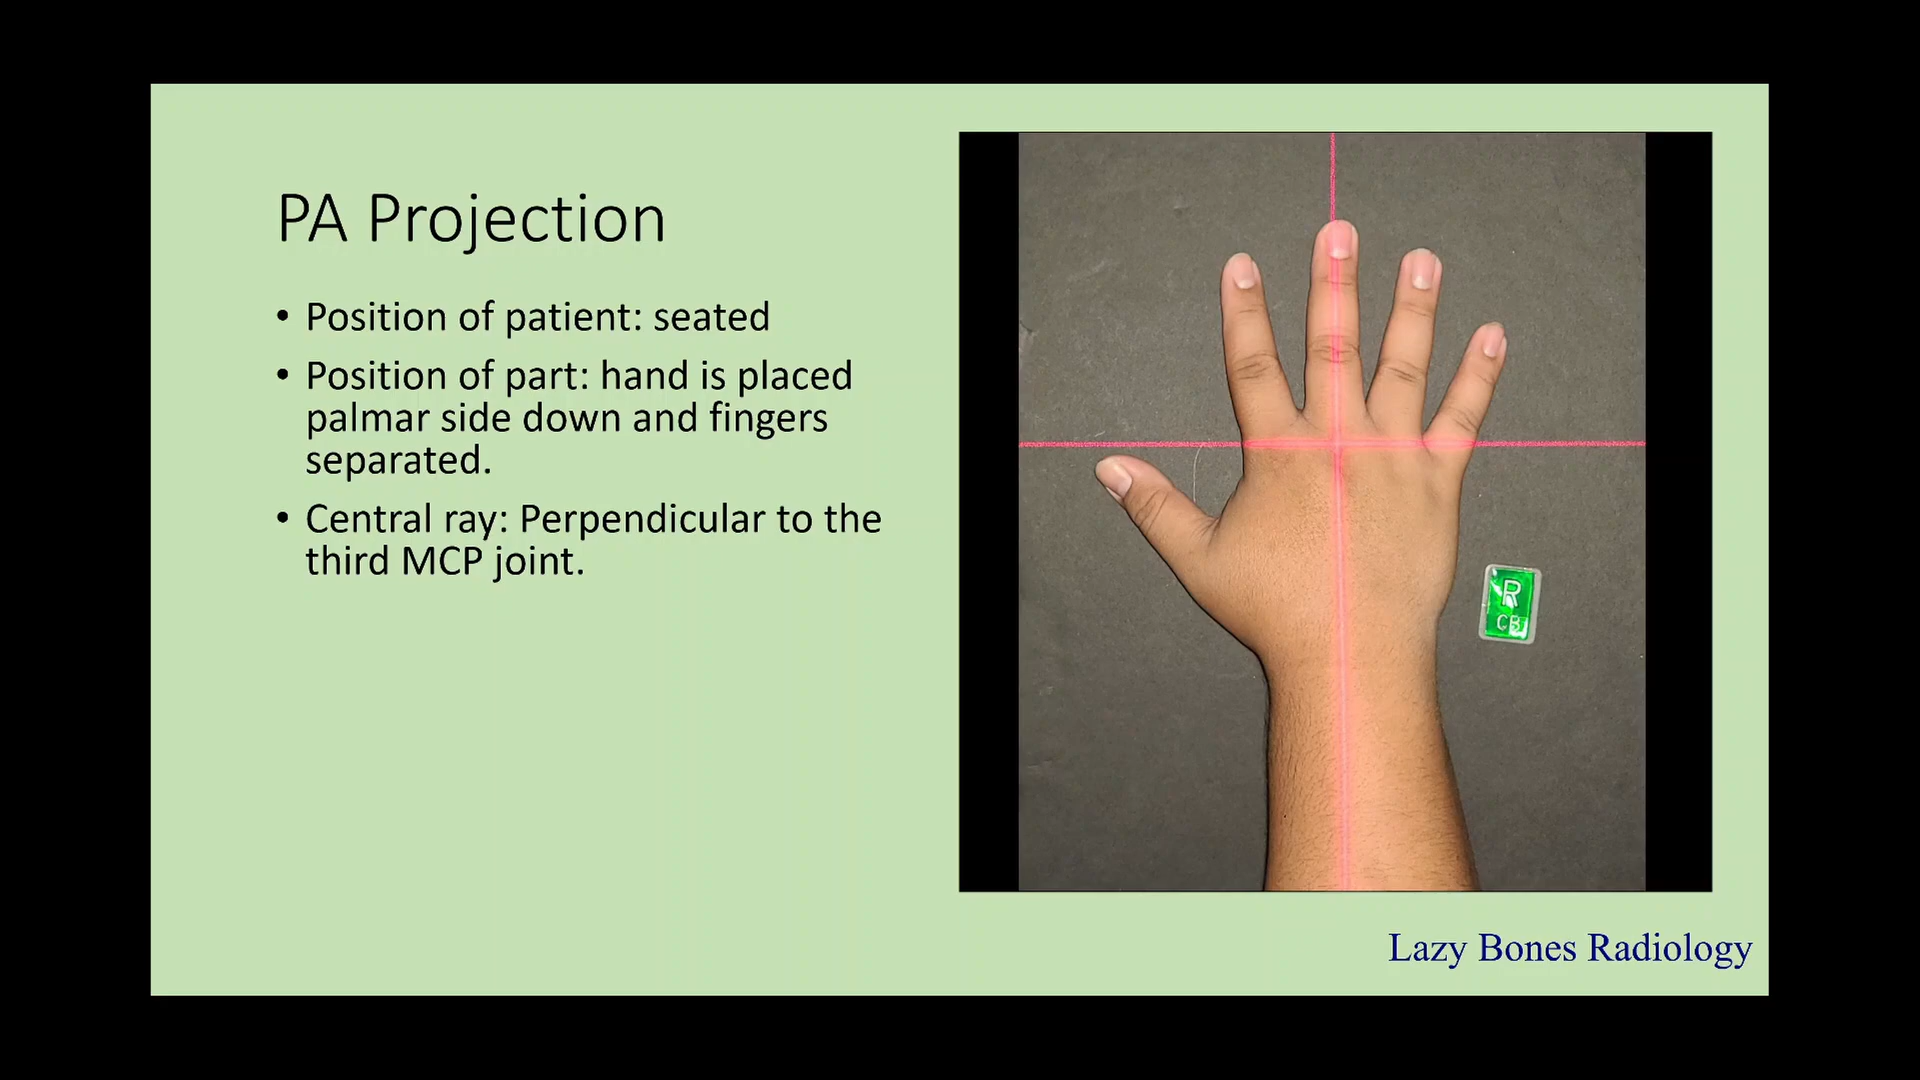 PA Projection
• Position of patient: seated
• Position of part: hand is placed
palmar side down and fingers
separated.
• Central ray: Perpendicular to the
third MCP joint.
R
CB
Lazy Bones Radiology